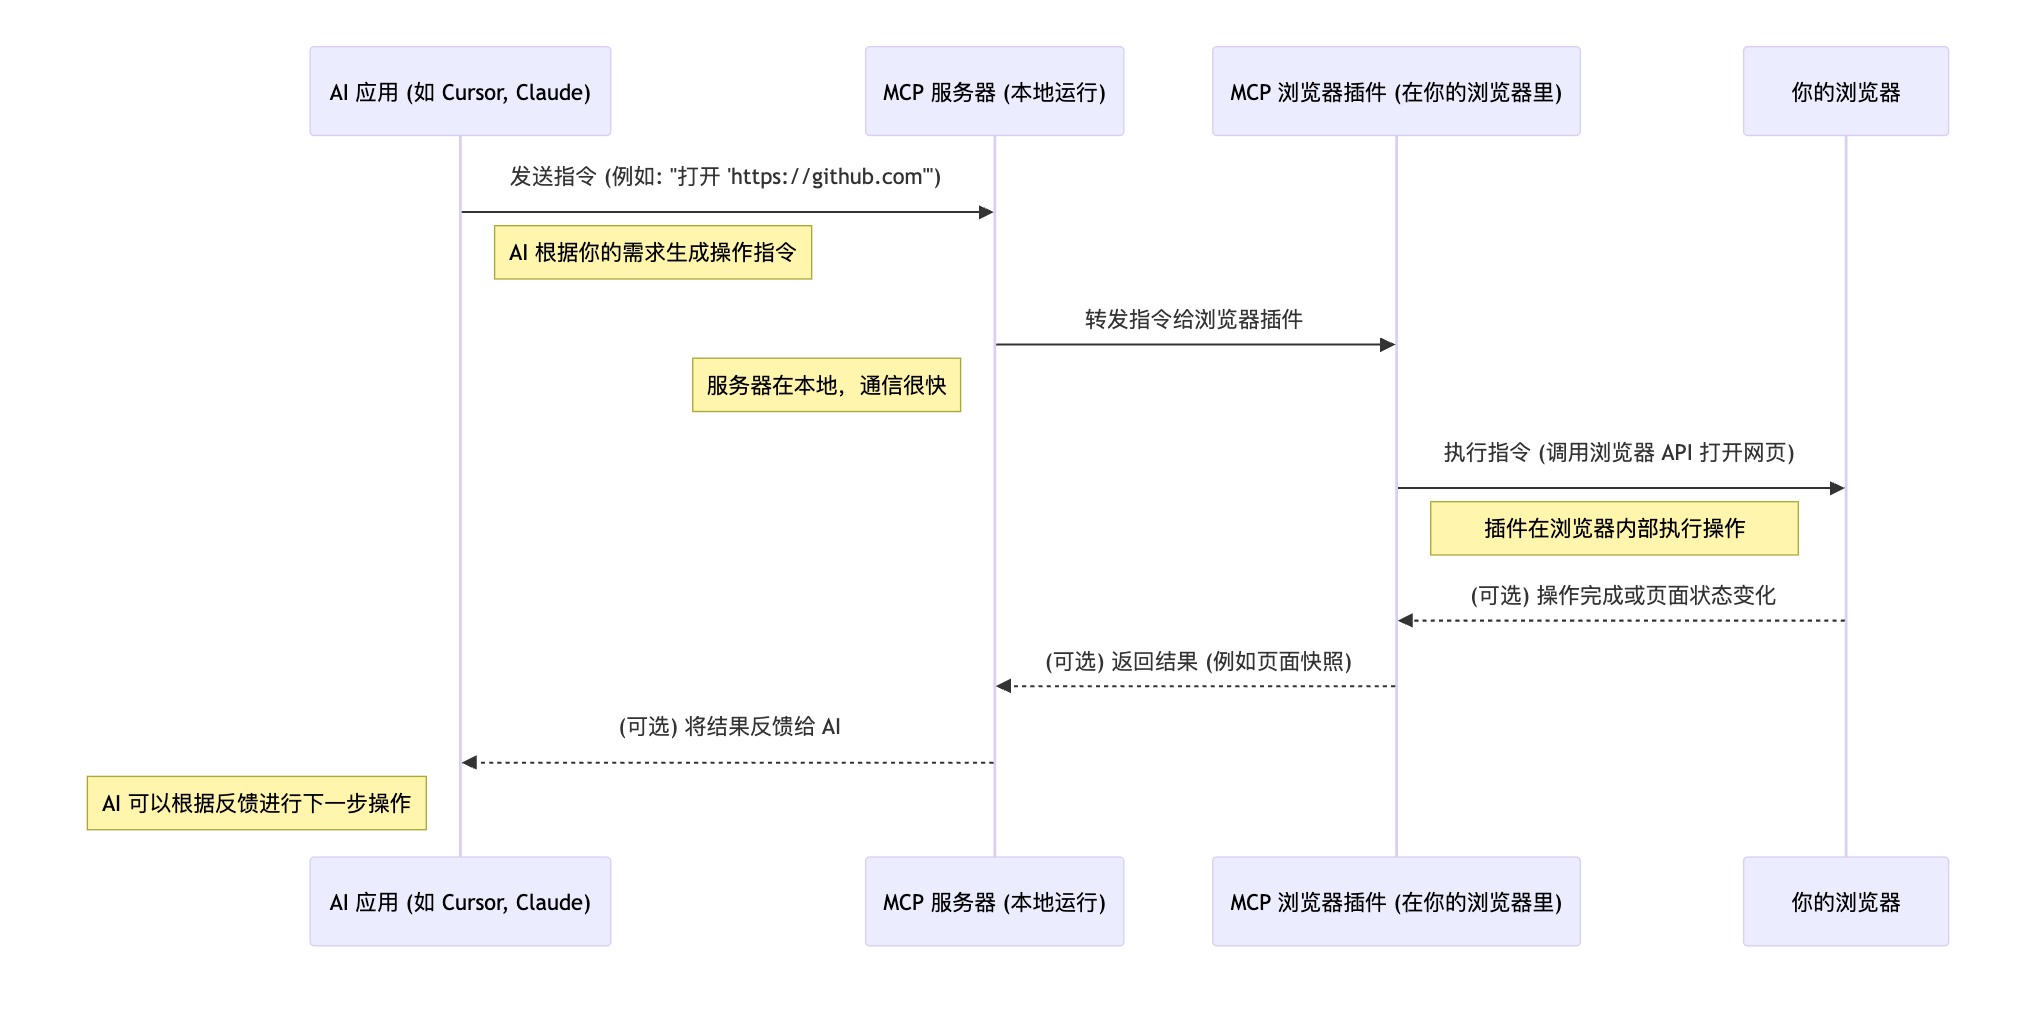 AI 应用 (如 Cursor, Claude)
MCP 服务器 (本地运行)
MCP 浏览器插件 (在你的浏览器里)
你的浏览器
发送指令 (例如: "打开 'https://github.com'")
AI 根据你的需求生成操作指令
转发指令给浏览器插件
服务器在本地，通信很快
执行指令 (调用浏览器 API 打开网页)
插件在浏览器内部执行操作
(可选) 操作完成或页面状态变化
(可选) 返回结果 (例如页面快照)
(可选) 将结果反馈给 AI
AI 可以根据反馈进行下一步操作
AI 应用 (如 Cursor, Claude)
MCP 服务器 (本地运行)
MCP 浏览器插件 (在你的浏览器里)
你的浏览器